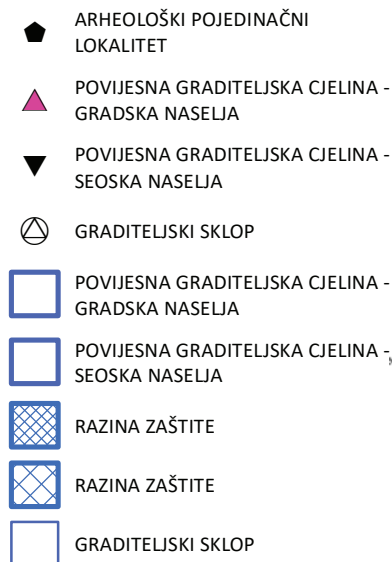 ARHEOLOŠKI POJEDINAČNI
LOKALITET
POVIJESNA GRADITELJSKA CJELINA -
GRADSKA NASELJA
POVIJESNA GRADITELJSKA CJELINA -
SEOSKA NASELJA
GRADITELJSKI SKLOP
POVIJESNA GRADITELJSKA CJELINA -
GRADSKA NASELJA
POVIJESNA GRADITELJSKA CJELINA -
SEOSKA NASELJA
RAZINA ZAŠTITE
RAZINA ZAŠTITE
GRADITELJSKI SKLOP